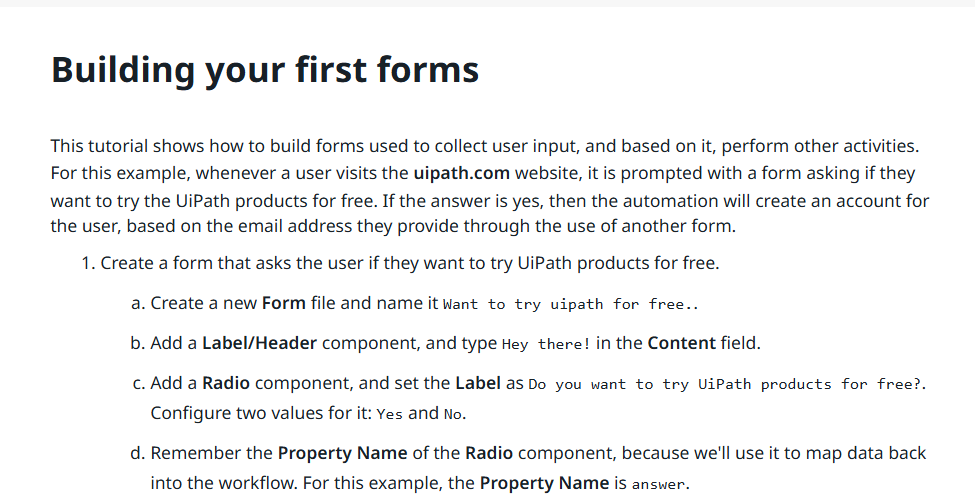 Building your first forms
This tutorial shows how to build forms used to collect user input, and based on it, perform other activities.
For this example, whenever a user visits the uipath.com website, it is prompted with a form asking if they
want to try the UiPath products for free. If the answer is yes, then the automation will create an account for
the user, based on the email address they provide through the use of another form.
1. Create a form that asks the user if they want to try UiPath products for free.
a. Create a new Form file and name it Want to try uipath for free..
b. Add a Label/Header component, and type Hey there! in the Content field.
c. Add a Radio component, and set the Label as Do you want to try UiPath products for free?.
Configure two values for it: Yes and No.
d. Remember the Property Name of the Radio component, because we'll use it to map data back
into the workflow. For this example, the Property Name is answer.